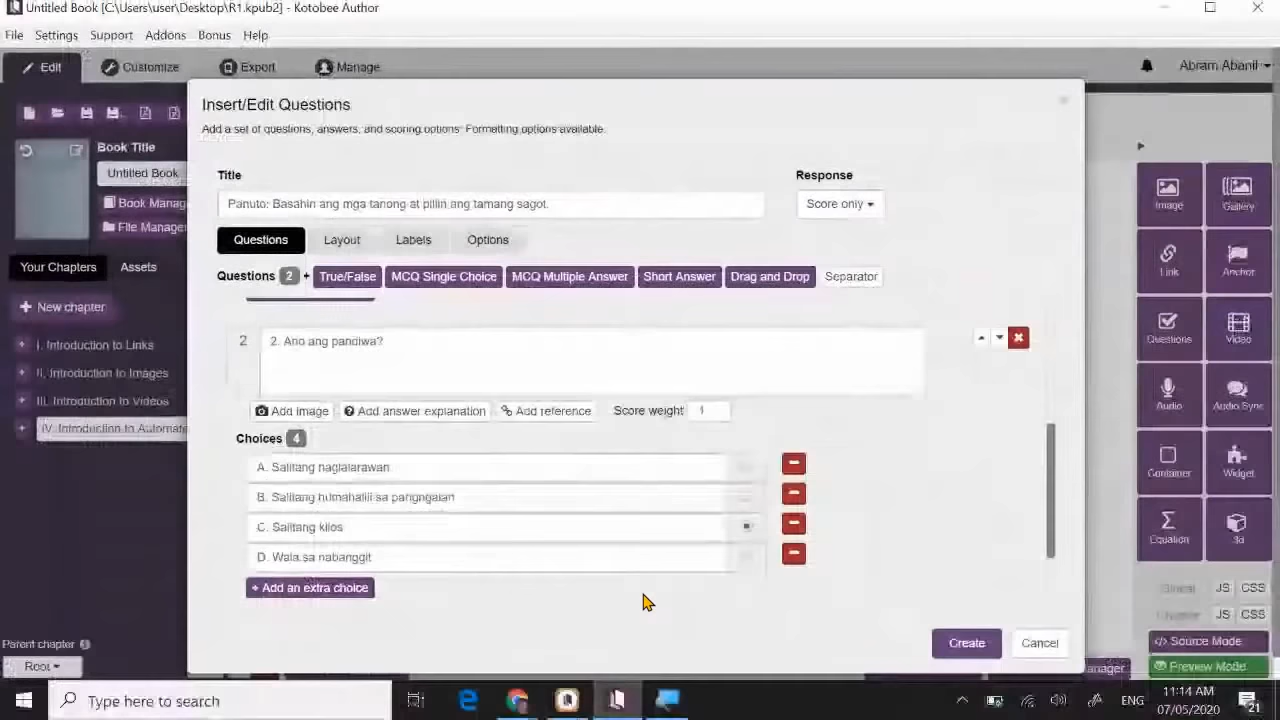 Untitled Book [C:\Users\user\Desktop\R1.kpub2] - Kotobee Author
File Settings Support Addons Bonus Help
Edit Customize Export Manage Abram Abanil
Insert/Edit Questions
Add a set of questions, answers, and scoring options. Formatting options available.
Book Title
Untitled Book
Book Manag
File Manager
Title Response
Panuto: Basahin ang mga tanong at piliin ang tamang sagot. Score only
Questions Layout Labels Options
Your Chapters Assets
Questions 2 + True/False MCQ Single Choice MCQ Multiple Answer Short Answer Drag and Drop Separator
+ New chapter
I. Introduction to Links
II. Introduction to Images
III. Introduction to Videos
IV. Introduction to Automate
2 2. Ano ang pandiwa?
Add image Add answer explanation Add reference Score weight 1
Choices 4
A. Salitang naglalarawan
B. Salitang humahalili sa pangngalan
C. Salitang kilos
D. Wala sa nabanggit
+ Add an extra choice
Create Cancel
Image Gallery
Link Anchor
Questions Video
Audio Audio Sync
Container Widget
Equation 3d
Global JS CSS
Chapter JS CSS
</> Source Mode
Preview Mode
Parent chapter
Root
anager
Type here to search
ENG
11:14 AM
07/05/2020
21